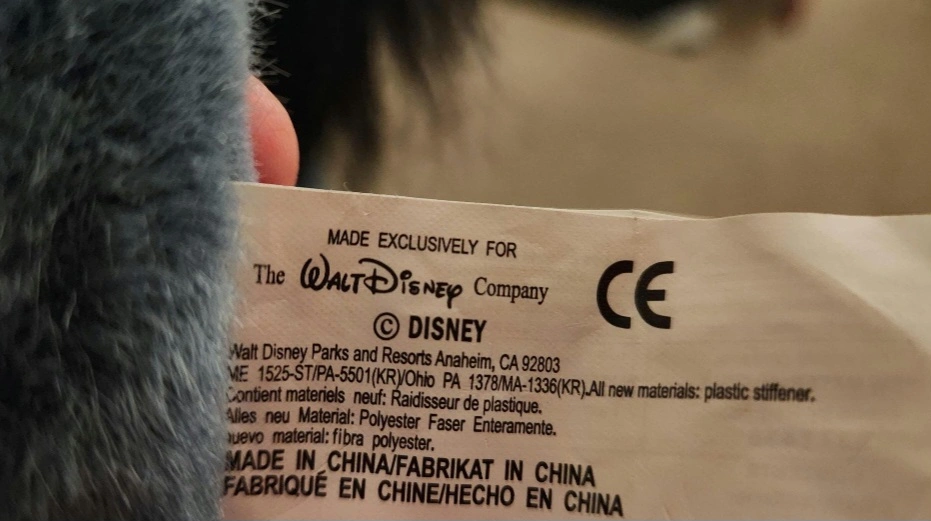 MADE EXCLUSIVELY FOR
The WALT DISNEY Company
CE
© DISNEY
Walt Disney Parks and Resorts Anaheim, CA 92803
ME 1525-ST/PA-5501(KR)/Ohio PA 1378/MA-1336(KR).All new materials: plastic stiffener.
Contient materiels neuf: Raidisseur de plastique.
Alles neu Material: Polyester Faser Enteramente.
nuevo material: fibra polyester.
MADE IN CHINA/FABRIKAT IN CHINA
FABRIQUÉ EN CHINE/HECHO EN CHINA